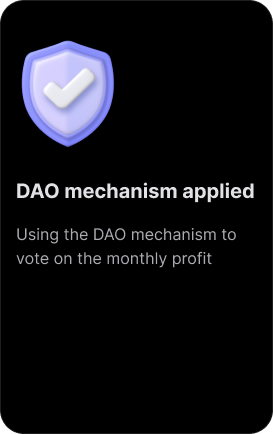 DAO mechanism applied
Using the DAO mechanism to
vote on the monthly profit